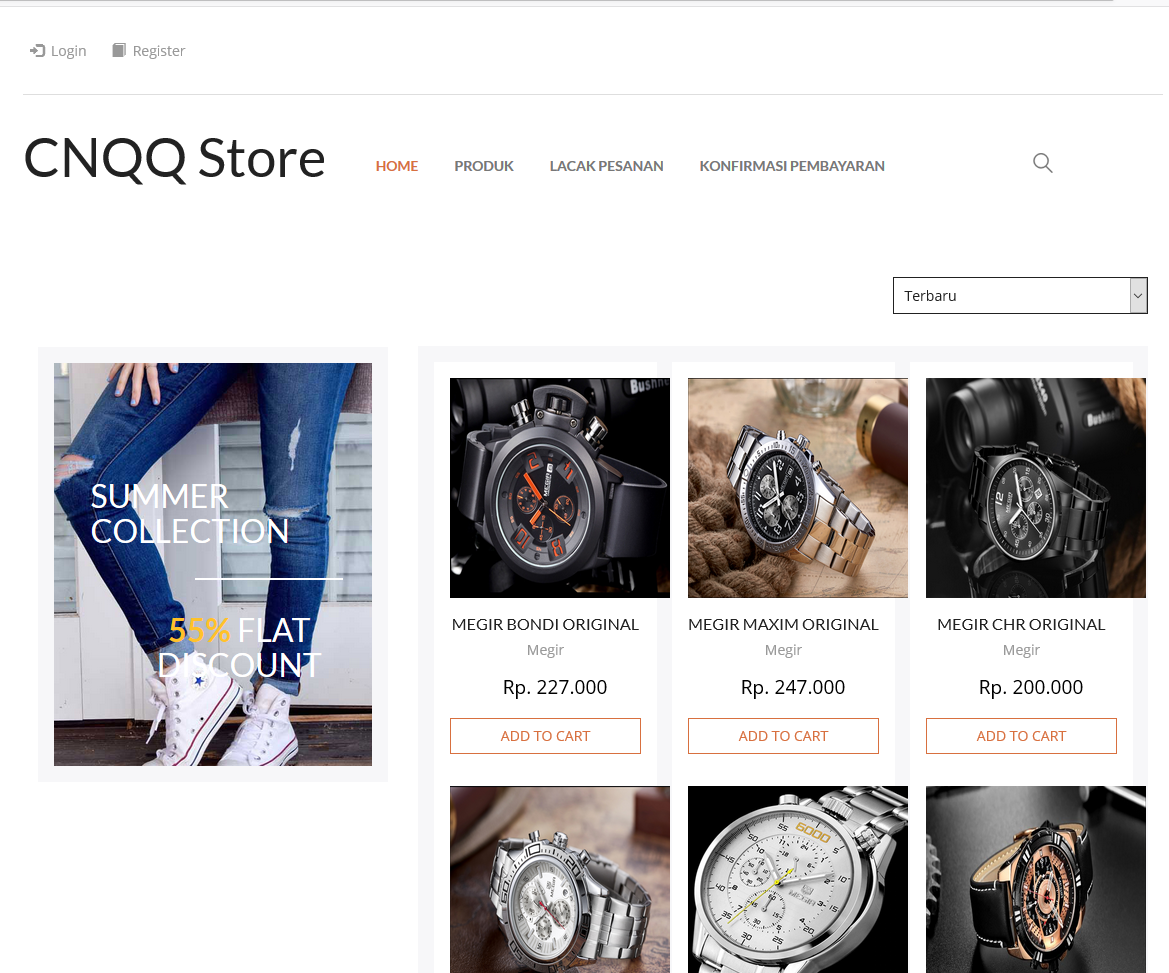 Login
Register
CNQQ Store
HOME
PRODUK
LACAK PESANAN
KONFIRMASI PEMBAYARAN
Terbaru
SUMMER
COLLECTION
55% FLAT
DISCOUNT
MEGIR BONDI ORIGINAL
Megir
Rp. 227.000
ADD TO CART
MEGIR MAXIM ORIGINAL
Megir
Rp. 247.000
ADD TO CART
MEGIR CHR ORIGINAL
Megir
Rp. 200.000
ADD TO CART